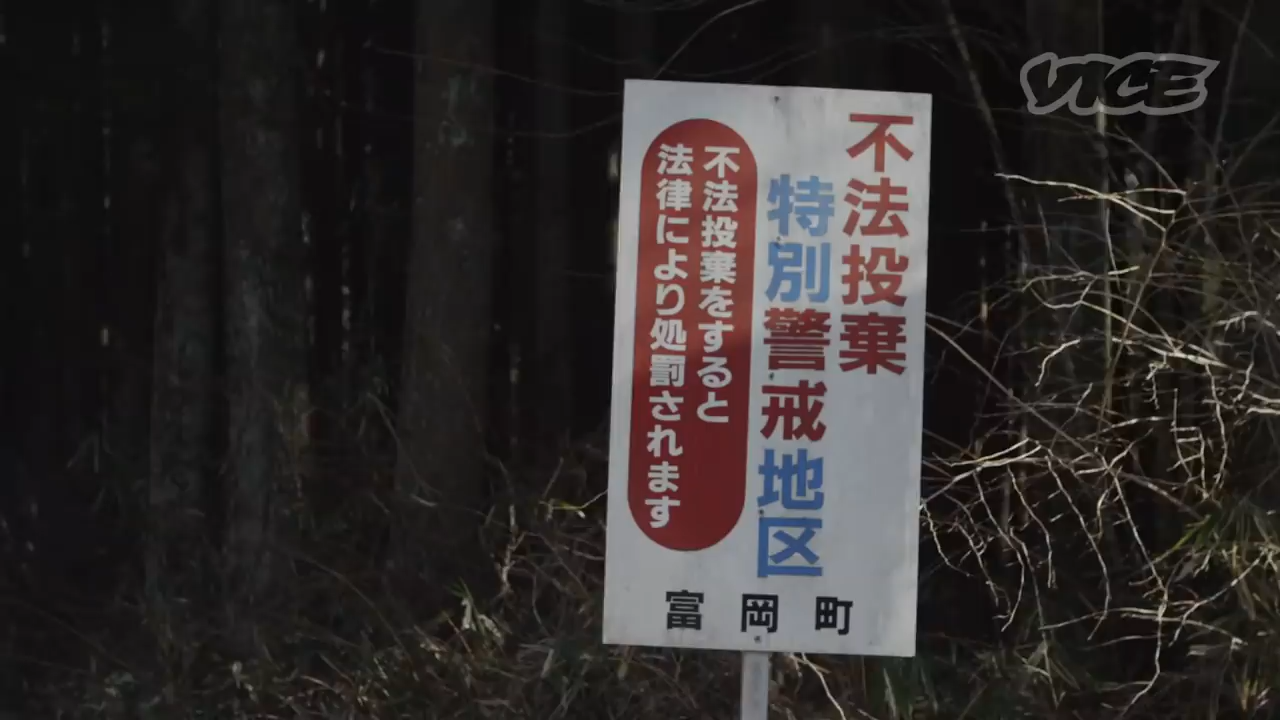 不法投棄
特別警戒地区
不法投棄をすると
法律により処罰されます
富岡町
VICE